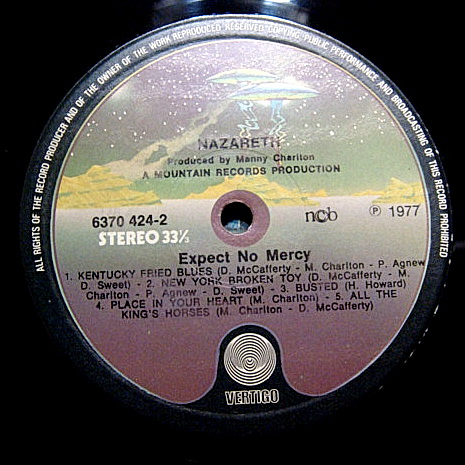 ALL RIGHTS OF THE RECORD PRODUCER AND OF THE OWNER OF THE WORK REPRODUCED RESERVED COPYING, PUBLIC PERFORMANCE AND BROADCASTING OF THIS RECORD PROHIBITED
NAZARETH
Produced by Manny Charlton
A MOUNTAIN RECORDS PRODUCTION
6370 424-2
STEREO 33⅓
ncb
℗ 1977
Expect No Mercy
1. KENTUCKY FRIED BLUES (D. McCafferty - M. Charlton - P. Agnew
D. Sweet) - 2. NEW YORK BROKEN TOY (D. McCafferty - M.
Charlton - P. Agnew - D. Sweet) - 3. BUSTED (H. Howard)
4. PLACE IN YOUR HEART (M. Charlton) - 5. ALL THE
KING'S HORSES (M. Charlton - D. McCafferty)
VERTIGO